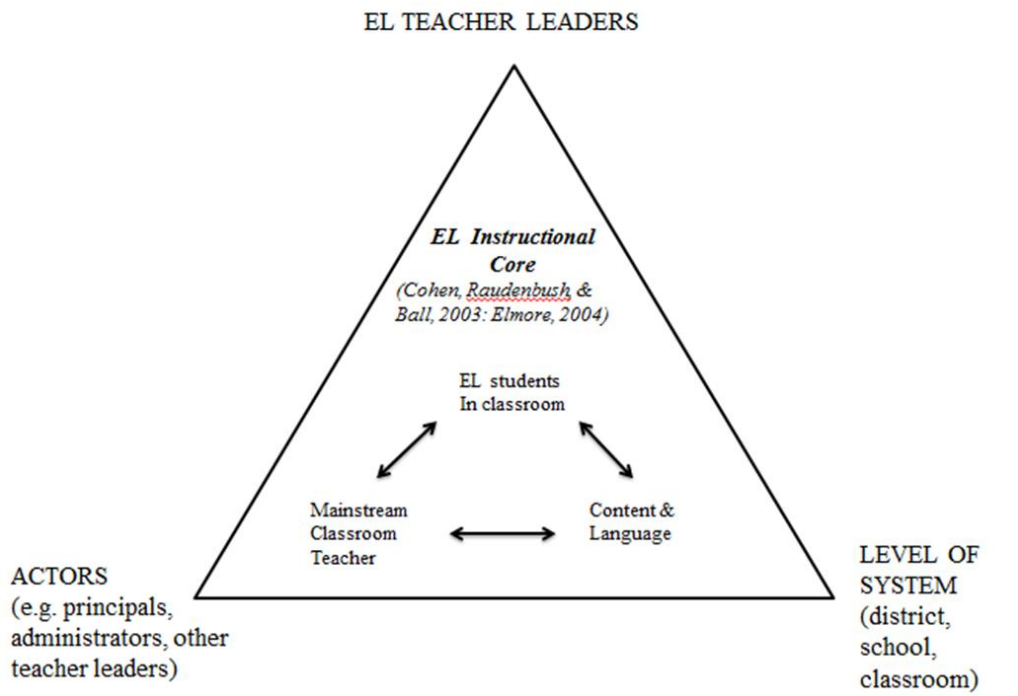 EL TEACHER LEADERS
EL Instructional
Core
(Cohen, Raudenbush, &
Ball, 2003: Elmore, 2004)
EL students
In classroom
Mainstream
Classroom
Teacher
Content &
Language
ACTORS
(e.g. principals,
administrators, other
teacher leaders)
LEVEL OF
SYSTEM
(district,
school,
classroom)